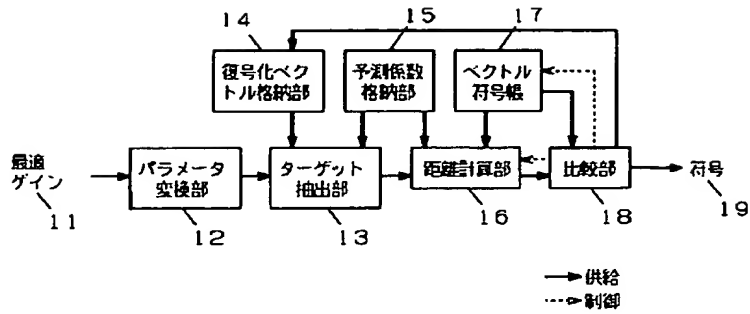 14
15
17
復号化ベク
トル格納部
予測係数
格納部
ベクトル
符号帳
最適
ゲイン
パラメータ
変換部
ターゲット
抽出部
距離計算部
比較部
符号
11
12
13
16
18
19
供給
制御